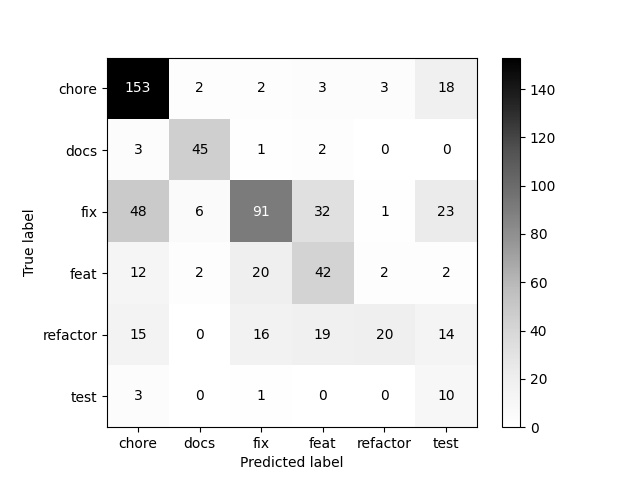 chore 153 2 2 3 3 18
docs 3 45 1 2 0 0
fix 48 6 91 32 1 23
feat 12 2 20 42 2 2
refactor 15 0 16 19 20 14
test 3 0 1 0 0 10
chore docs fix feat refactor test
Predicted label
True label
140
120
100
80
60
40
20
0